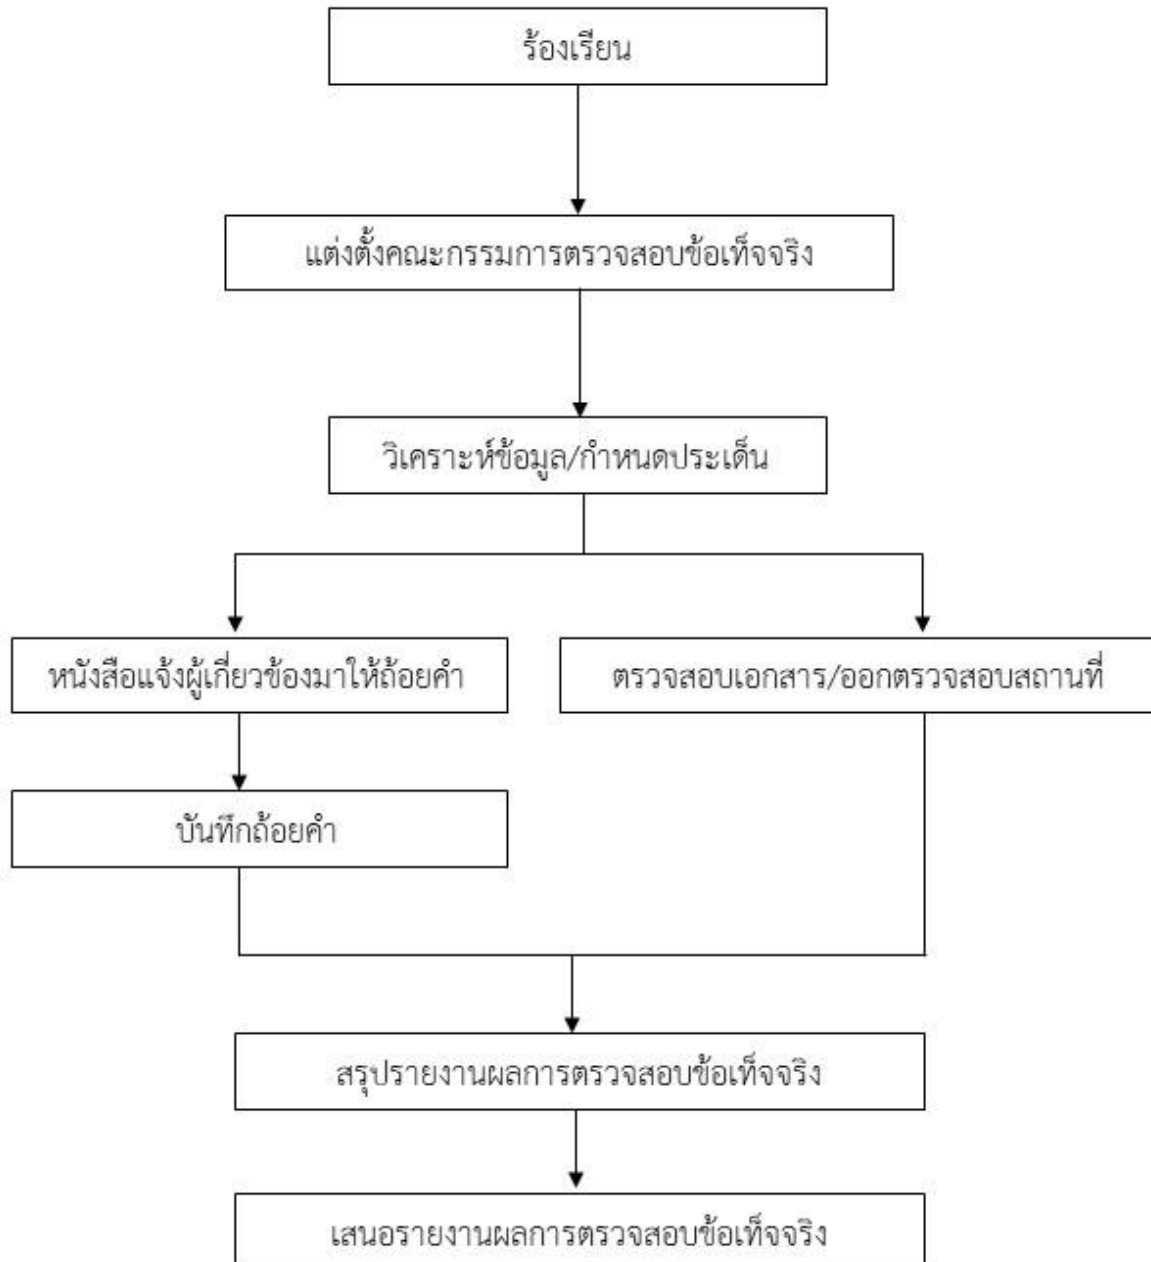 ร้องเรียน
แต่งตั้งคณะกรรมการตรวจสอบข้อเท็จจริง
วิเคราะห์ข้อมูล/กำหนดประเด็น
หนังสือแจ้งผู้เกี่ยวข้องมาให้ถ้อยคำ
ตรวจสอบเอกสาร/ออกตรวจสอบสถานที่
บันทึกถ้อยคำ
สรุปรายงานผลการตรวจสอบข้อเท็จจริง
เสนอรายงานผลการตรวจสอบข้อเท็จจริง